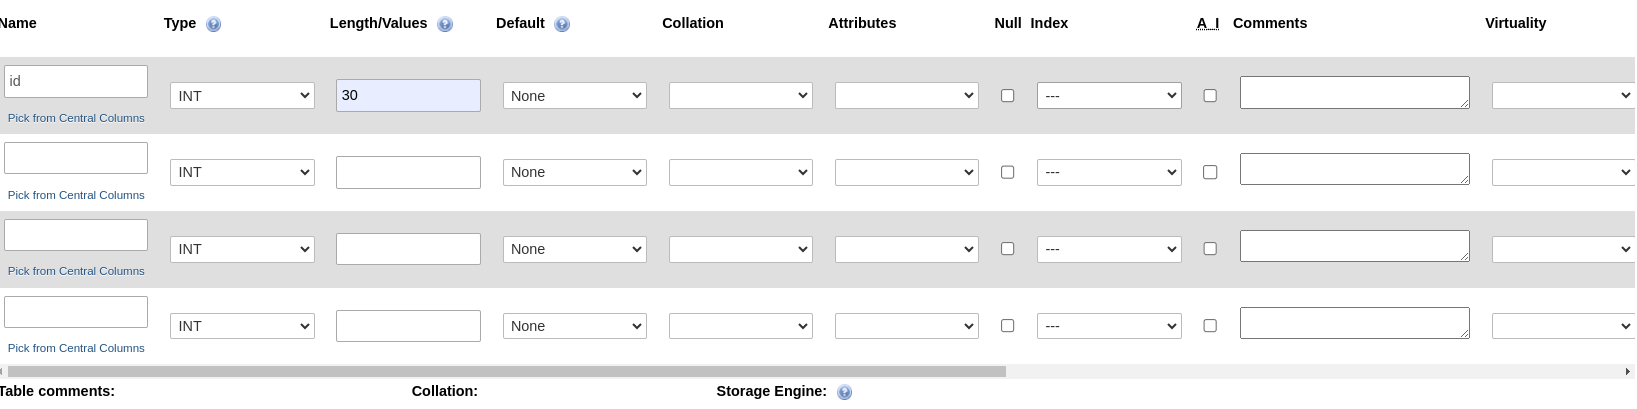 Name Type Length/Values Default Collation Attributes Null Index A_I Comments Virtuality
id INT 30 None ---
Pick from Central Columns
INT None ---
Pick from Central Columns
INT None ---
Pick from Central Columns
INT None ---
Pick from Central Columns
Table comments: Collation: Storage Engine: